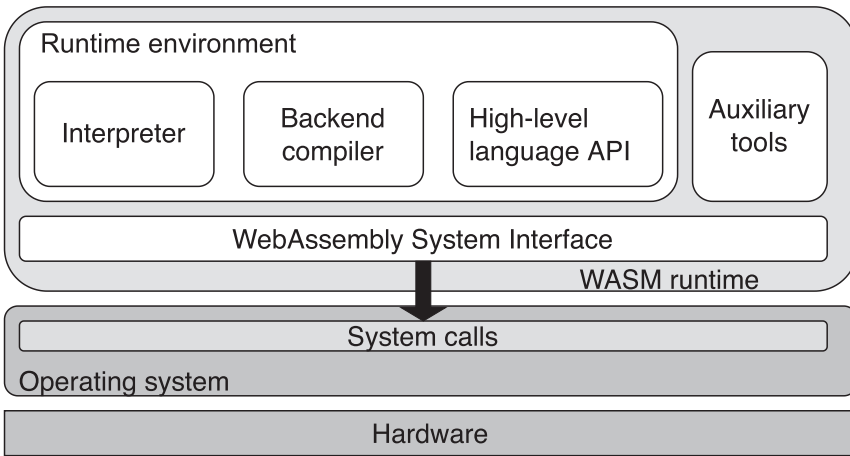 Runtime environment
Interpreter
Backend
compiler
High-level
language API
Auxiliary
tools
WebAssembly System Interface
WASM runtime
System calls
Operating system
Hardware